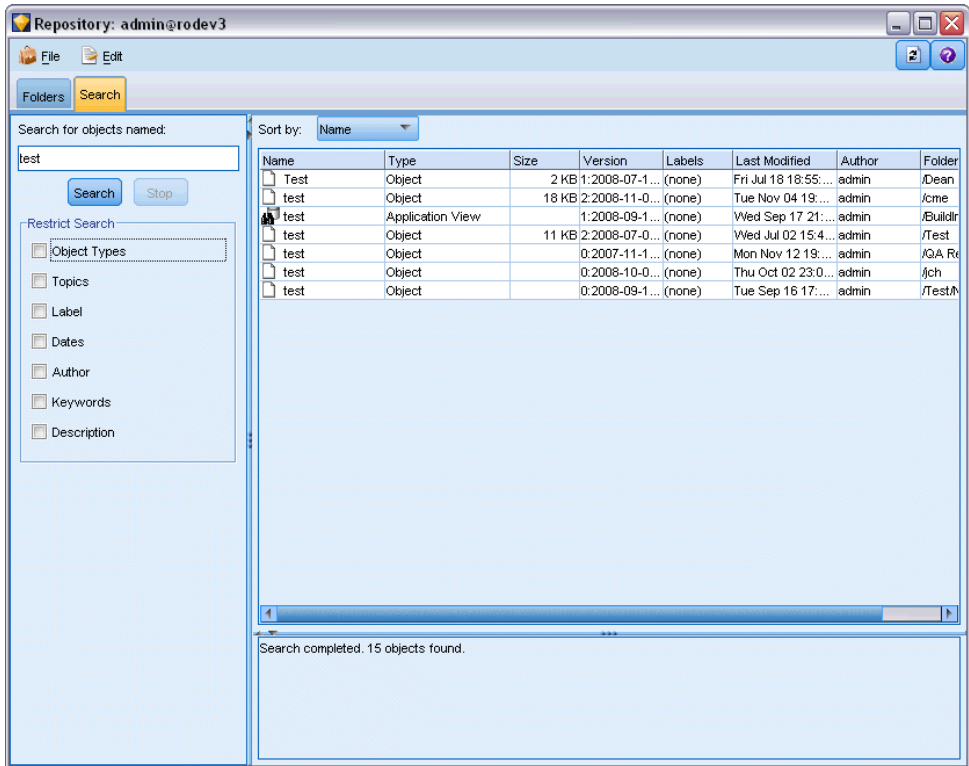 Repository: admin@rodev3
File Edit
Folders Search
Search for objects named:
test
Search Stop
Restrict Search
Object Types
Topics
Label
Dates
Author
Keywords
Description
Sort by: Name
Name Type Size Version Labels Last Modified Author Folder
Test Object 2 KB 1:2008-07-1... (none) Fri Jul 18 18:55:... admin /Dean
test Object 18 KB 2:2008-11-0... (none) Tue Nov 04 19:... admin /cme
test Application View 1:2008-09-1... (none) Wed Sep 17 21:... admin /BuildIr
test Object 11 KB 2:2008-07-0... (none) Wed Jul 02 15:4... admin /Test
test Object 0:2007-11-1... (none) Mon Nov 12 19:... admin /QA Re
test Object 0:2008-10-0... (none) Thu Oct 02 23:0... admin /jch
test Object 0:2008-09-1... (none) Tue Sep 16 17:... admin /Test/N
Search completed. 15 objects found.